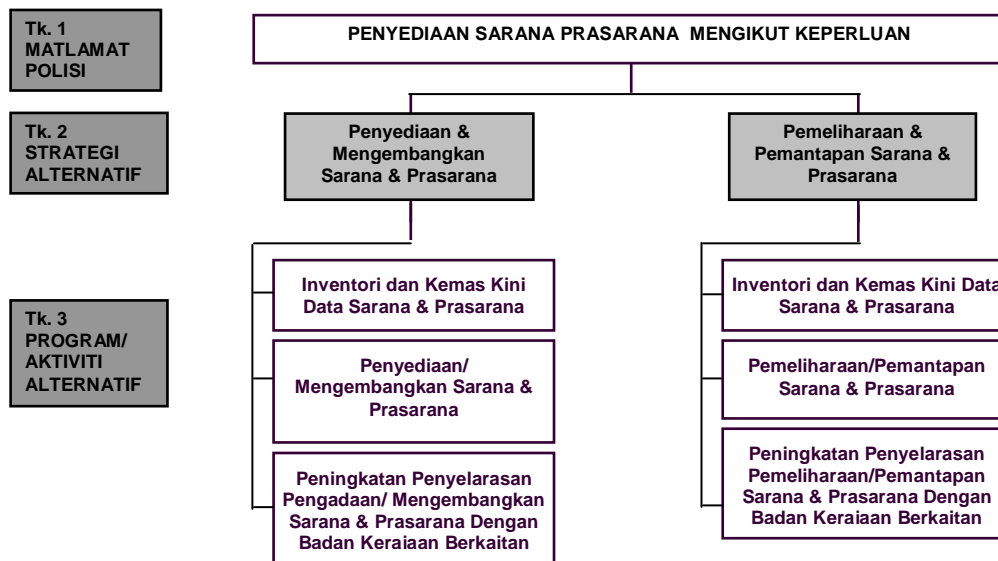 Tk. 1
MATLAMAT
POLISI
PENYEDIAAN SARANA PRASARANA MENGIKUT KEPERLUAN
Tk. 2
STRATEGI
ALTERNATIF
Penyediaan &
Mengembangkan
Sarana & Prasarana
Pemeliharaan &
Pemantapan Sarana &
Prasarana
Tk. 3
PROGRAM/
AKTIVITI
ALTERNATIF
Inventori dan Kemas Kini
Data Sarana & Prasarana
Penyediaan/
Mengembangkan Sarana &
Prasarana
Peningkatan Penyelarasan
Pengadaan/ Mengembangkan
Sarana & Prasarana Dengan
Badan Keraiaan Berkaitan
Inventori dan Kemas Kini Data
Sarana & Prasarana
Pemeliharaan/Pemantapan
Sarana & Prasarana
Peningkatan Penyelarasan
Pemeliharaan/Pemantapan
Sarana & Prasarana Dengan
Badan Keraiaan Berkaitan